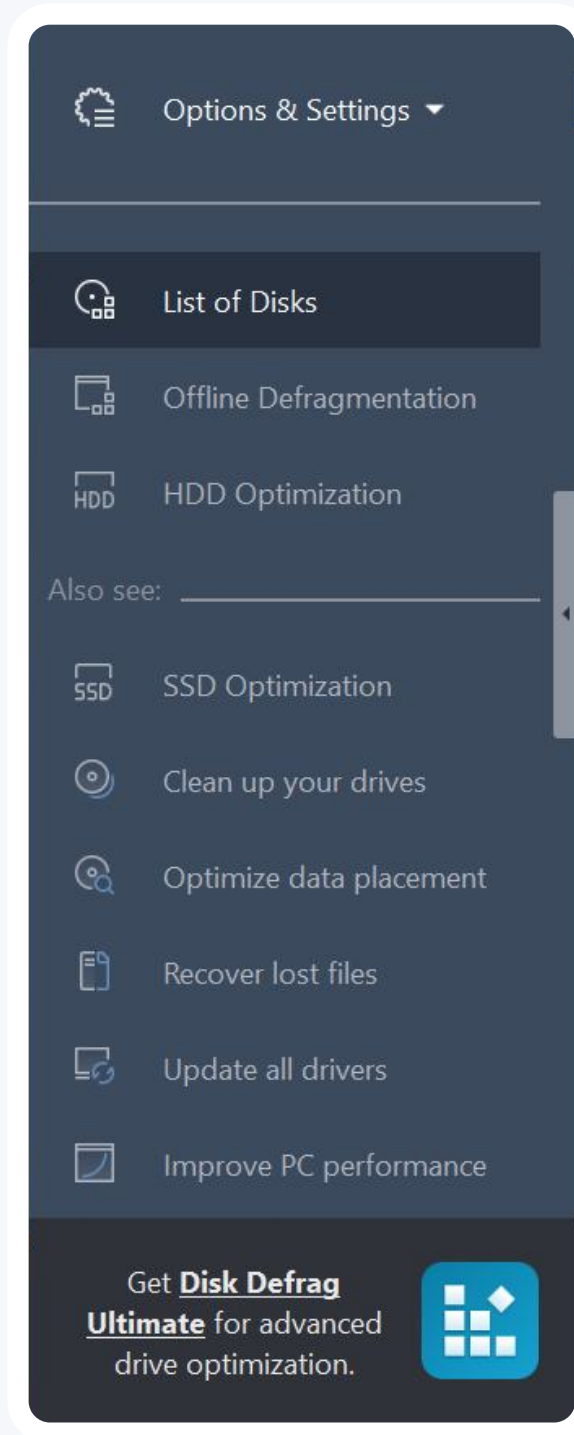 Options & Settings
List of Disks
Offline Defragmentation
HDD
HDD Optimization
Also see:
SSD
SSD Optimization
Clean up your drives
Optimize data placement
Recover lost files
Update all drivers
Improve PC performance
Get Disk Defrag
Ultimate for advanced
drive optimization.